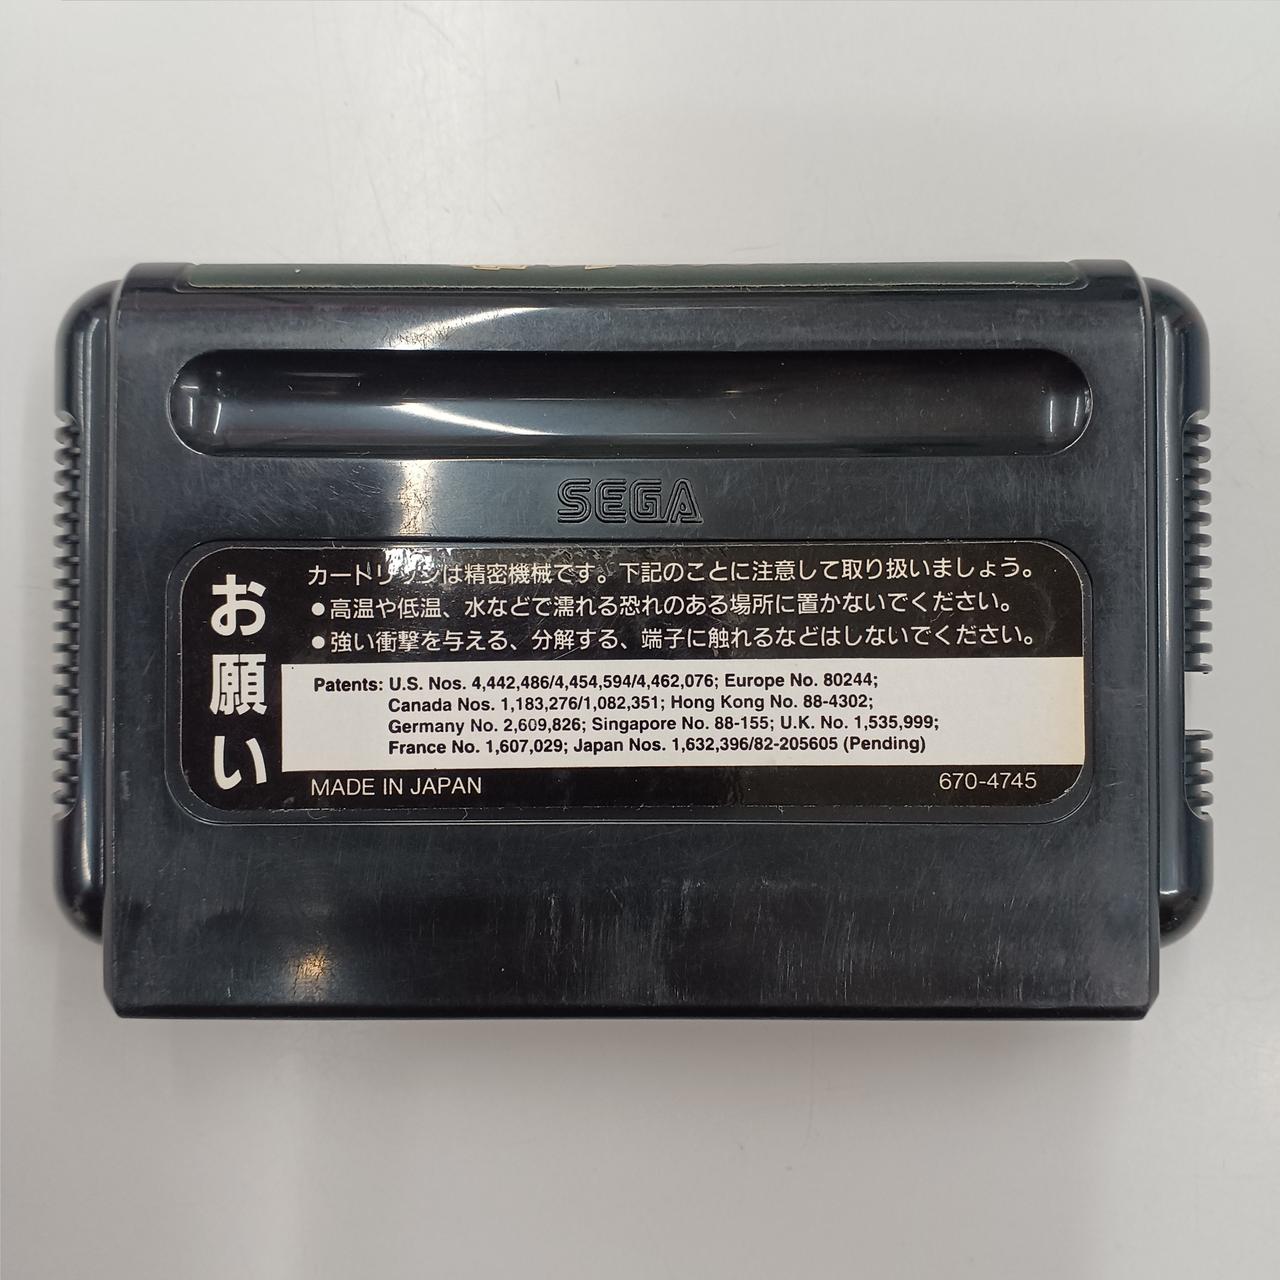 SEGA
お願い
カートリッジは精密機械です。下記のことに注意して取り扱いましょう。
●高温や低温、水などで濡れる恐れのある場所に置かないでください。
●強い衝撃を与える、分解する、端子に触れるなどはしないでください。
Patents: U.S. Nos. 4,442,486/4,454,594/4,462,076; Europe No. 80244;
Canada Nos. 1,183,276/1,082,351; Hong Kong No. 88-4302;
Germany No. 2,609,826; Singapore No. 88-155; U.K. No. 1,535,999;
France No. 1,607,029; Japan Nos. 1,632,396/82-205605 (Pending)
MADE IN JAPAN
670-4745